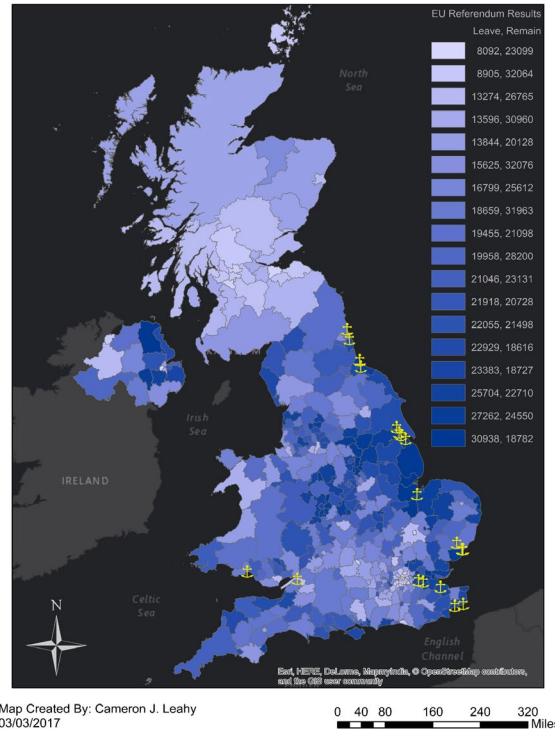 EU Referendum Results
Leave, Remain
8092, 23099
8905, 32064
13274, 26765
13596, 30960
13844, 20128
15625, 32076
16799, 25612
18659, 31963
19455, 21098
19958, 28200
21046, 23131
21918, 20728
22055, 21498
22929, 18616
23383, 18727
25704, 22710
27262, 24550
30938, 18782
North
Sea
Irish
Sea
IRELAND
Celtic
Sea
English
Channel
N
Esri, HERE, DeLorme, MapmyIndia, © OpenStreetMap contributors,
and the GIS user community
Map Created By: Cameron J. Leahy
03/03/2017
0 40 80 160 240 320
Miles